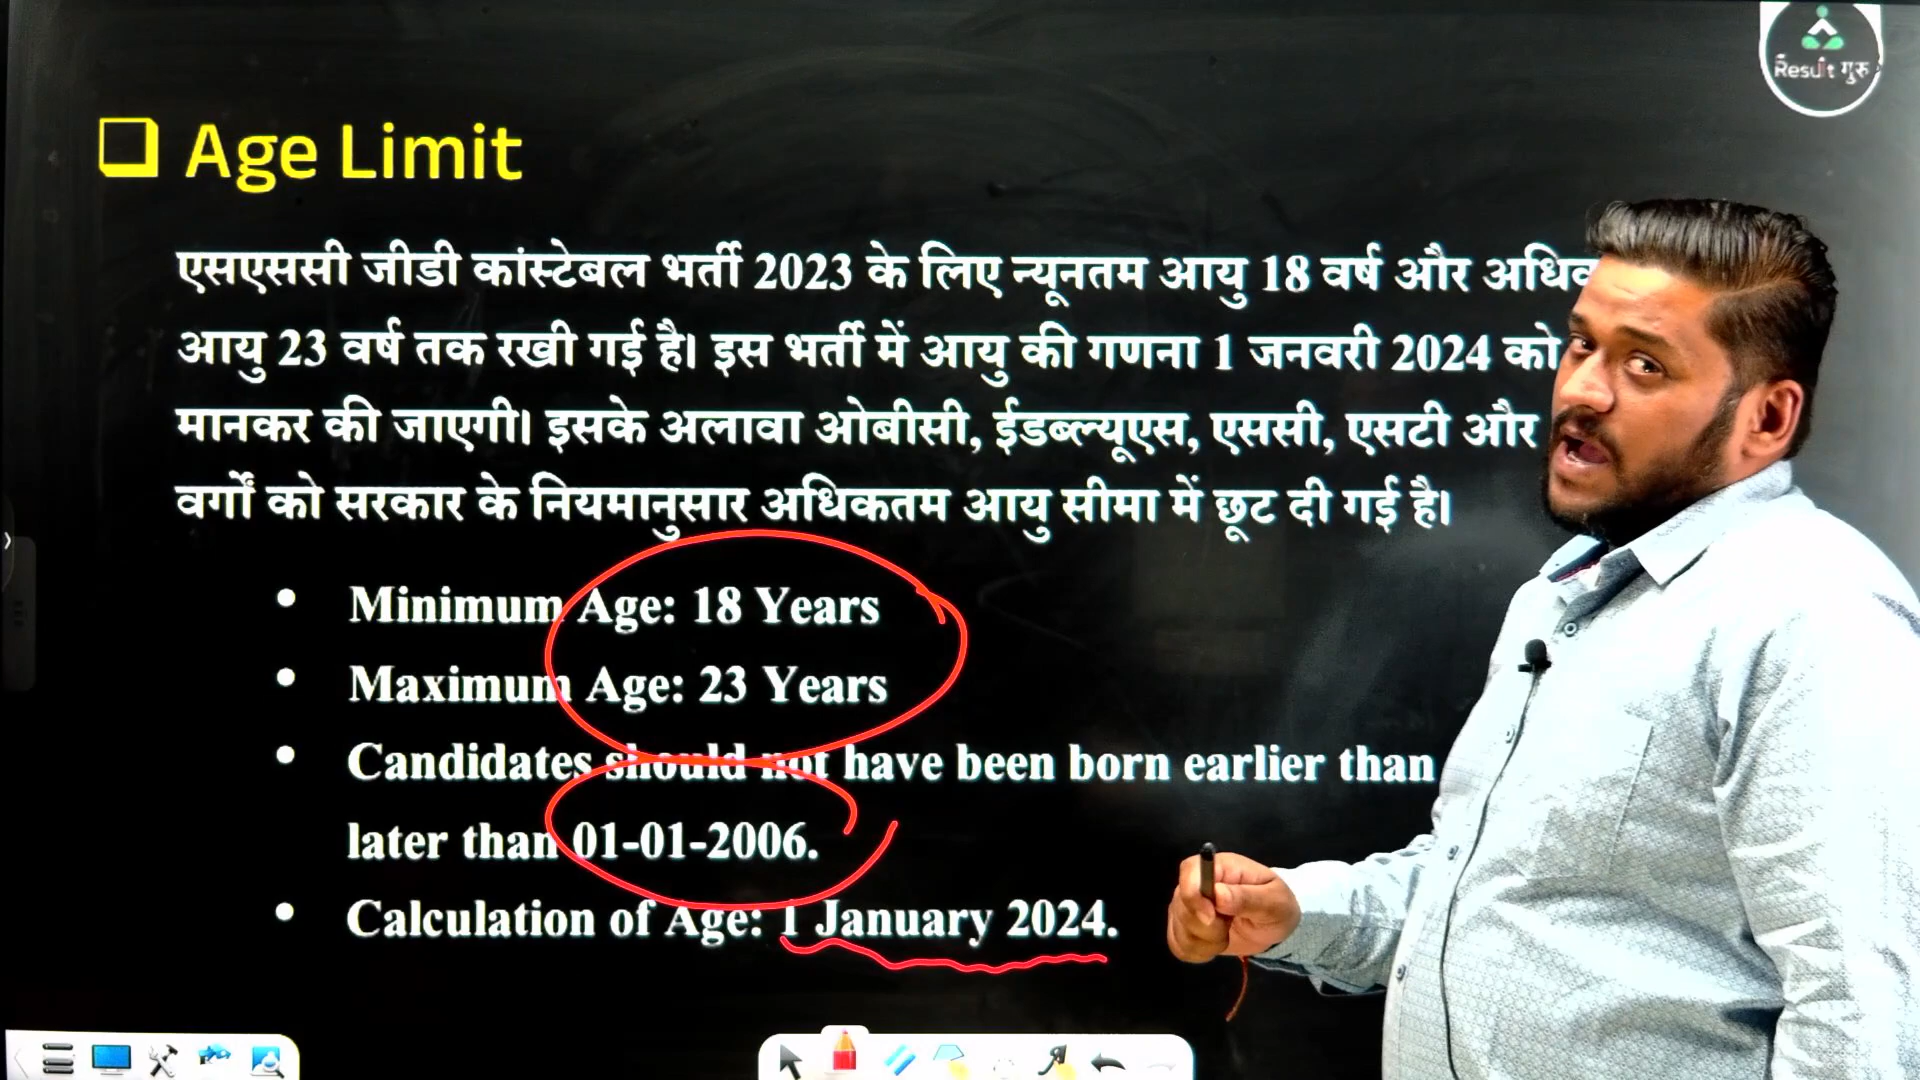 Result गुरु
Age Limit
एसएससी जीडी कांस्टेबल भर्ती 2023 के लिए न्यूनतम आयु 18 वर्ष और
आयु 23 वर्ष तक रखी गई है। इस भर्ती में आयु की गणना 1 जनवरी 2024 को
मानकर की जाएगी। इसके अलावा ओबीसी, ईडब्ल्यूएस, एससी, एसटी और
वर्गों को सरकार के नियमानुसार अधिकतम आयु सीमा में छूट दी गई है।
• Minimum Age: 18 Years
• Maximum Age: 23 Years
• Candidates should not have been born earlier than
later than 01-01-2006.
• Calculation of Age: 1 January 2024.